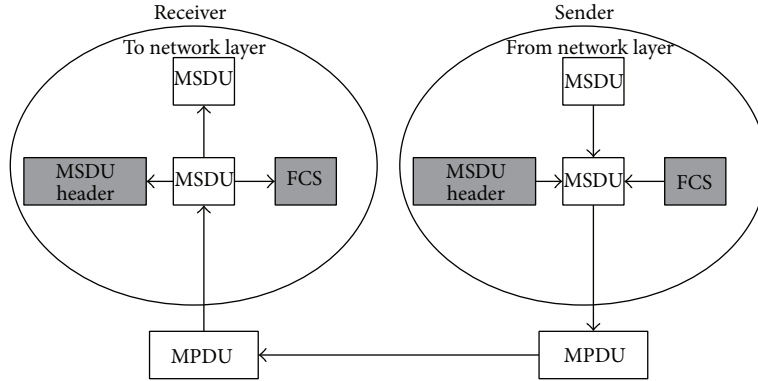 Receiver
To network layer
MSDU
MSDU
header
MSDU
FCS
MPDU
Sender
From network layer
MSDU
MSDU
header
MSDU
FCS
MPDU